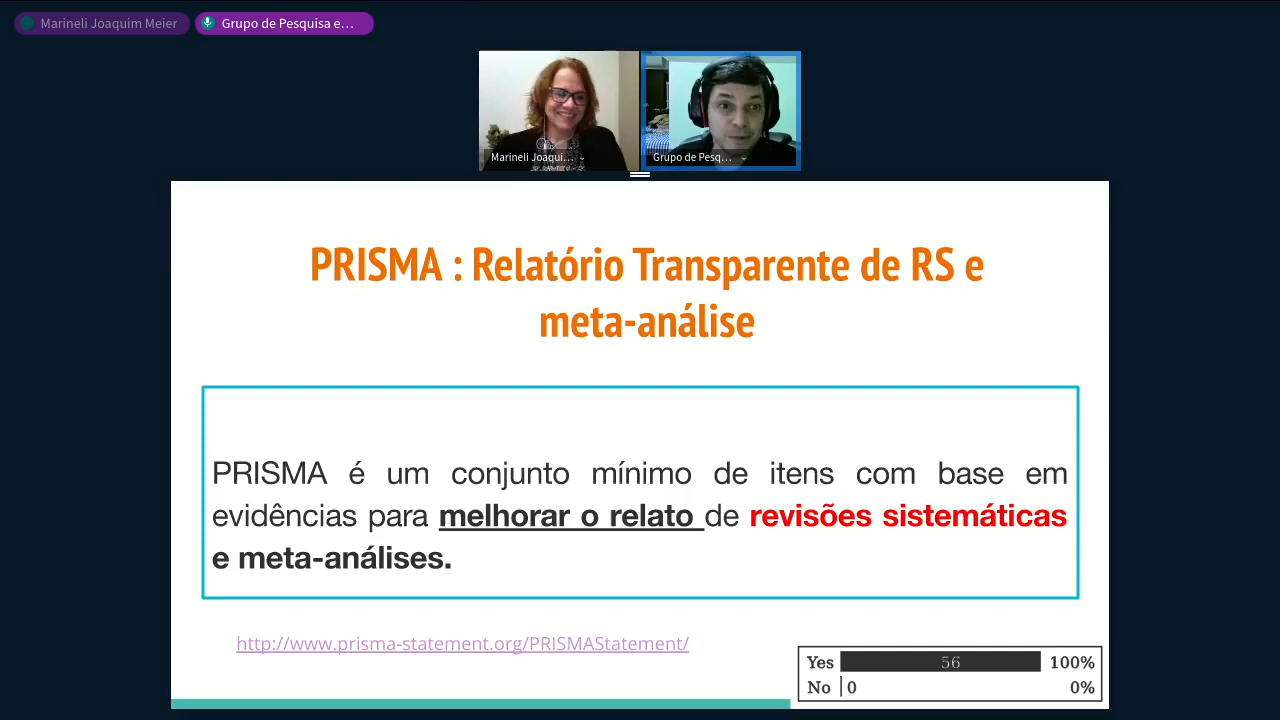 Marineli Joaquim Meier
Grupo de Pesquisa e...
Marineli Joaqui...
Grupo de Pesq...
PRISMA : Relatório Transparente de RS e
meta-análise
PRISMA é um conjunto mínimo de itens com base em
evidências para melhorar o relato de revisões sistemáticas
e meta-análises.
http://www.prisma-statement.org/PRISMAStatement/
Yes 56 100%
No 0 0%